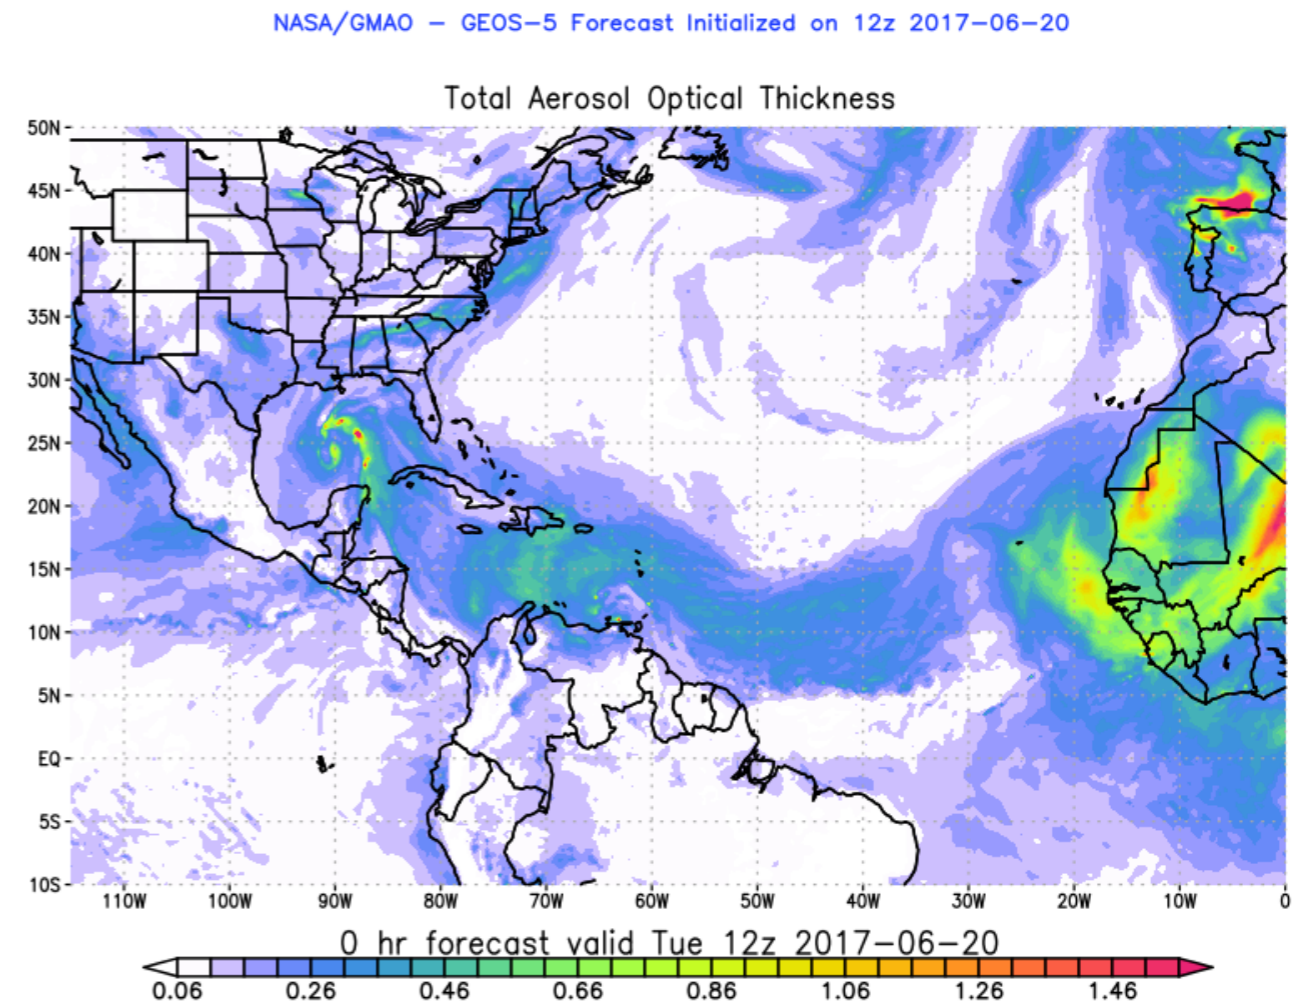 NASA/GMAO - GEOS-5 Forecast Initialized on 12z 2017-06-20
Total Aerosol Optical Thickness
50N
45N
40N
35N
30N
25N
20N
15N
10N
5N
EQ
5S
10S
110W 100W 90W 80W 70W 60W 50W 40W 30W 20W 10W 0
0 hr forecast valid Tue 12z 2017-06-20
0.06 0.26 0.46 0.66 0.86 1.06 1.26 1.46